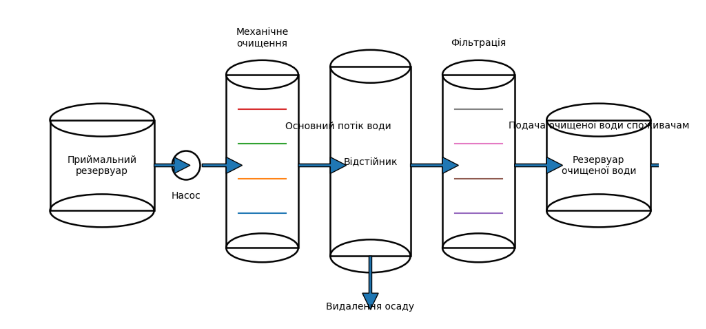 Механічне
очищення
Фільтрація
Основний потік води
Подача очищеної води споживачам
Приймальний
резервуар
Відстійник
Резервуар
очищеної води
Насос
Видалення осаду